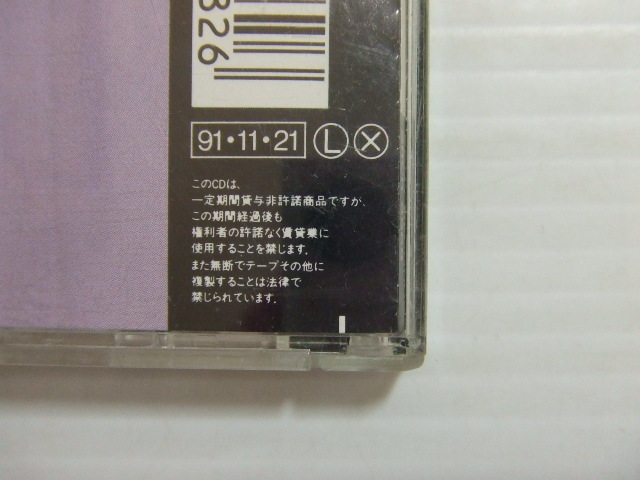 826
91・11・21 Ⓛ Ⓧ
このCDは、
一定期間貸与非許諾商品ですが、
この期間経過後も
権利者の許諾なく賃貸業に
使用することを禁じます。
また無断でテープその他に
複製することは法律で
禁じられています。